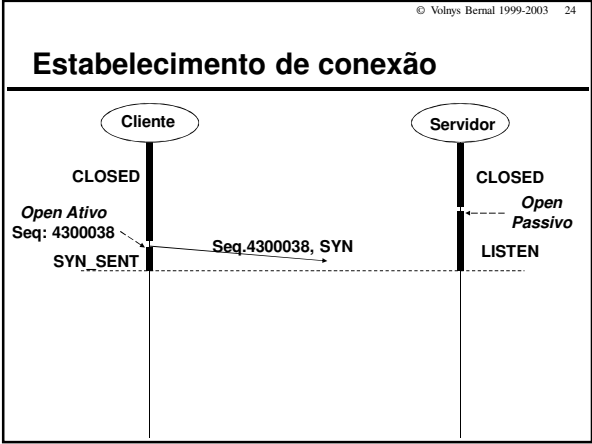 © Volnys Bernal 1999-2003 24
Estabelecimento de conexão
Cliente
Servidor
CLOSED
CLOSED
Open Ativo
Seq: 4300038
Open
Passivo
Seq.4300038, SYN
LISTEN
SYN_SENT